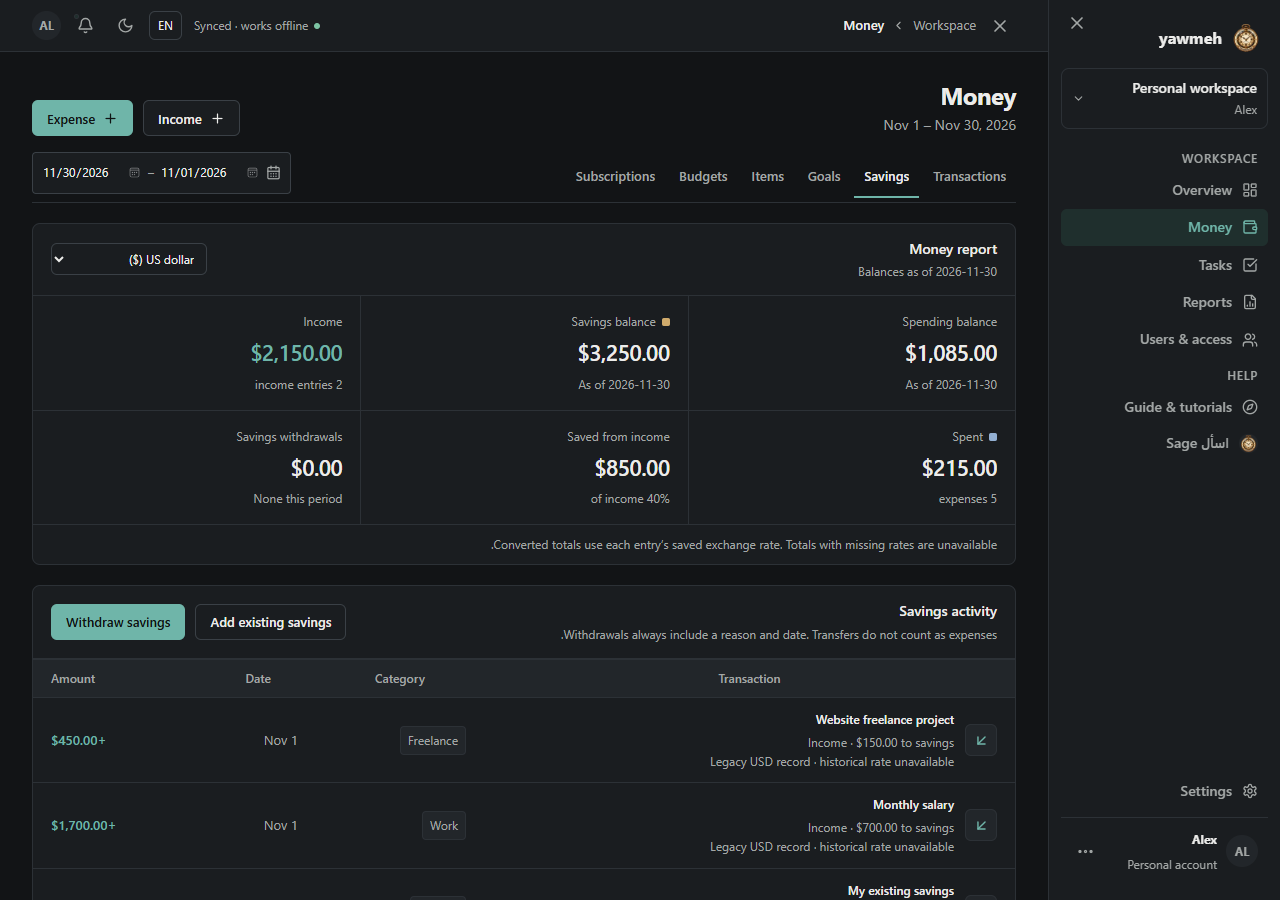 AL
EN
Synced · works offline
Money
Workspace
yawmeh
Personal workspace
Alex
WORKSPACE
Overview
Money
Tasks
Reports
Users & access
HELP
Guide & tutorials
اسأل Sage
Settings
Alex
Personal account
AL
Money
Nov 1 – Nov 30, 2026
Expense +
Income +
11/30/2026 – 11/01/2026
Subscriptions
Budgets
Items
Goals
Savings
Transactions
Money report
Balances as of 2026-11-30
($) US dollar
Spending balance
$1,085.00
As of 2026-11-30
Savings balance
$3,250.00
As of 2026-11-30
Income
$2,150.00
income entries 2
Spent
$215.00
expenses 5
Saved from income
$850.00
of income 40%
Savings withdrawals
$0.00
None this period
.Converted totals use each entry's saved exchange rate. Totals with missing rates are unavailable
Savings activity
.Withdrawals always include a reason and date. Transfers do not count as expenses
Withdraw savings
Add existing savings
Amount Date Category Transaction
Website freelance project
Income · $150.00 to savings
Legacy USD record · historical rate unavailable
Freelance
Nov 1
$450.00+
Monthly salary
Income · $700.00 to savings
Legacy USD record · historical rate unavailable
Work
Nov 1
$1,700.00+
My existing savings